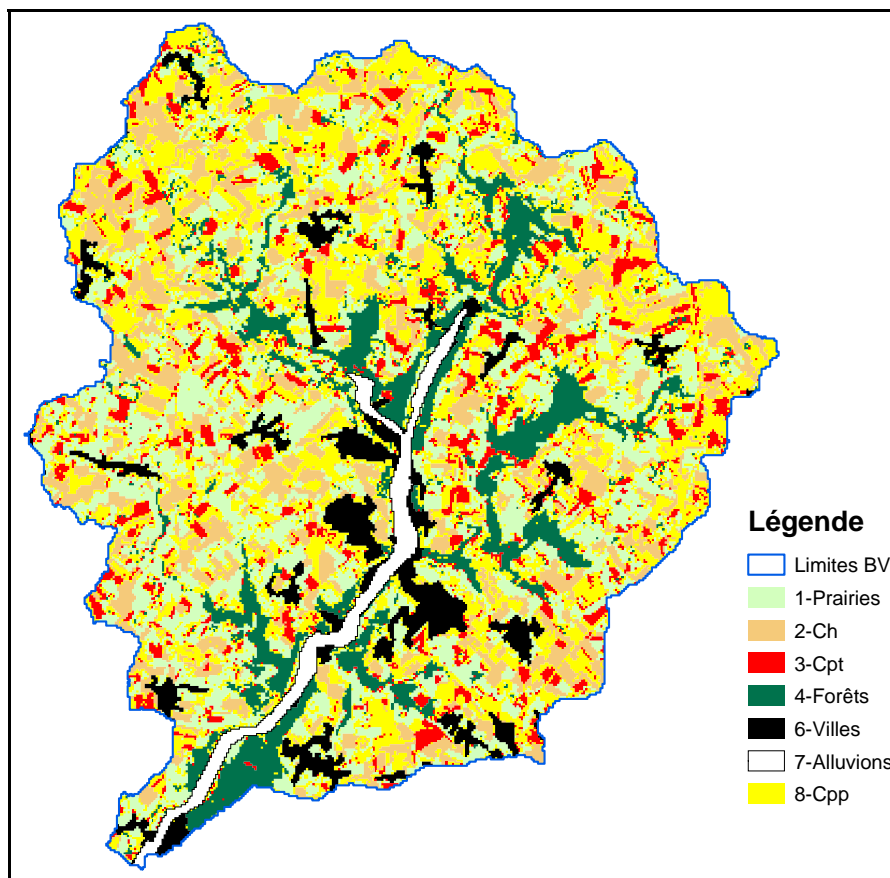 Légende
Limites BV
1-Prairies
2-Ch
3-Cpt
4-Forêts
6-Villes
7-Alluvions
8-Cpp